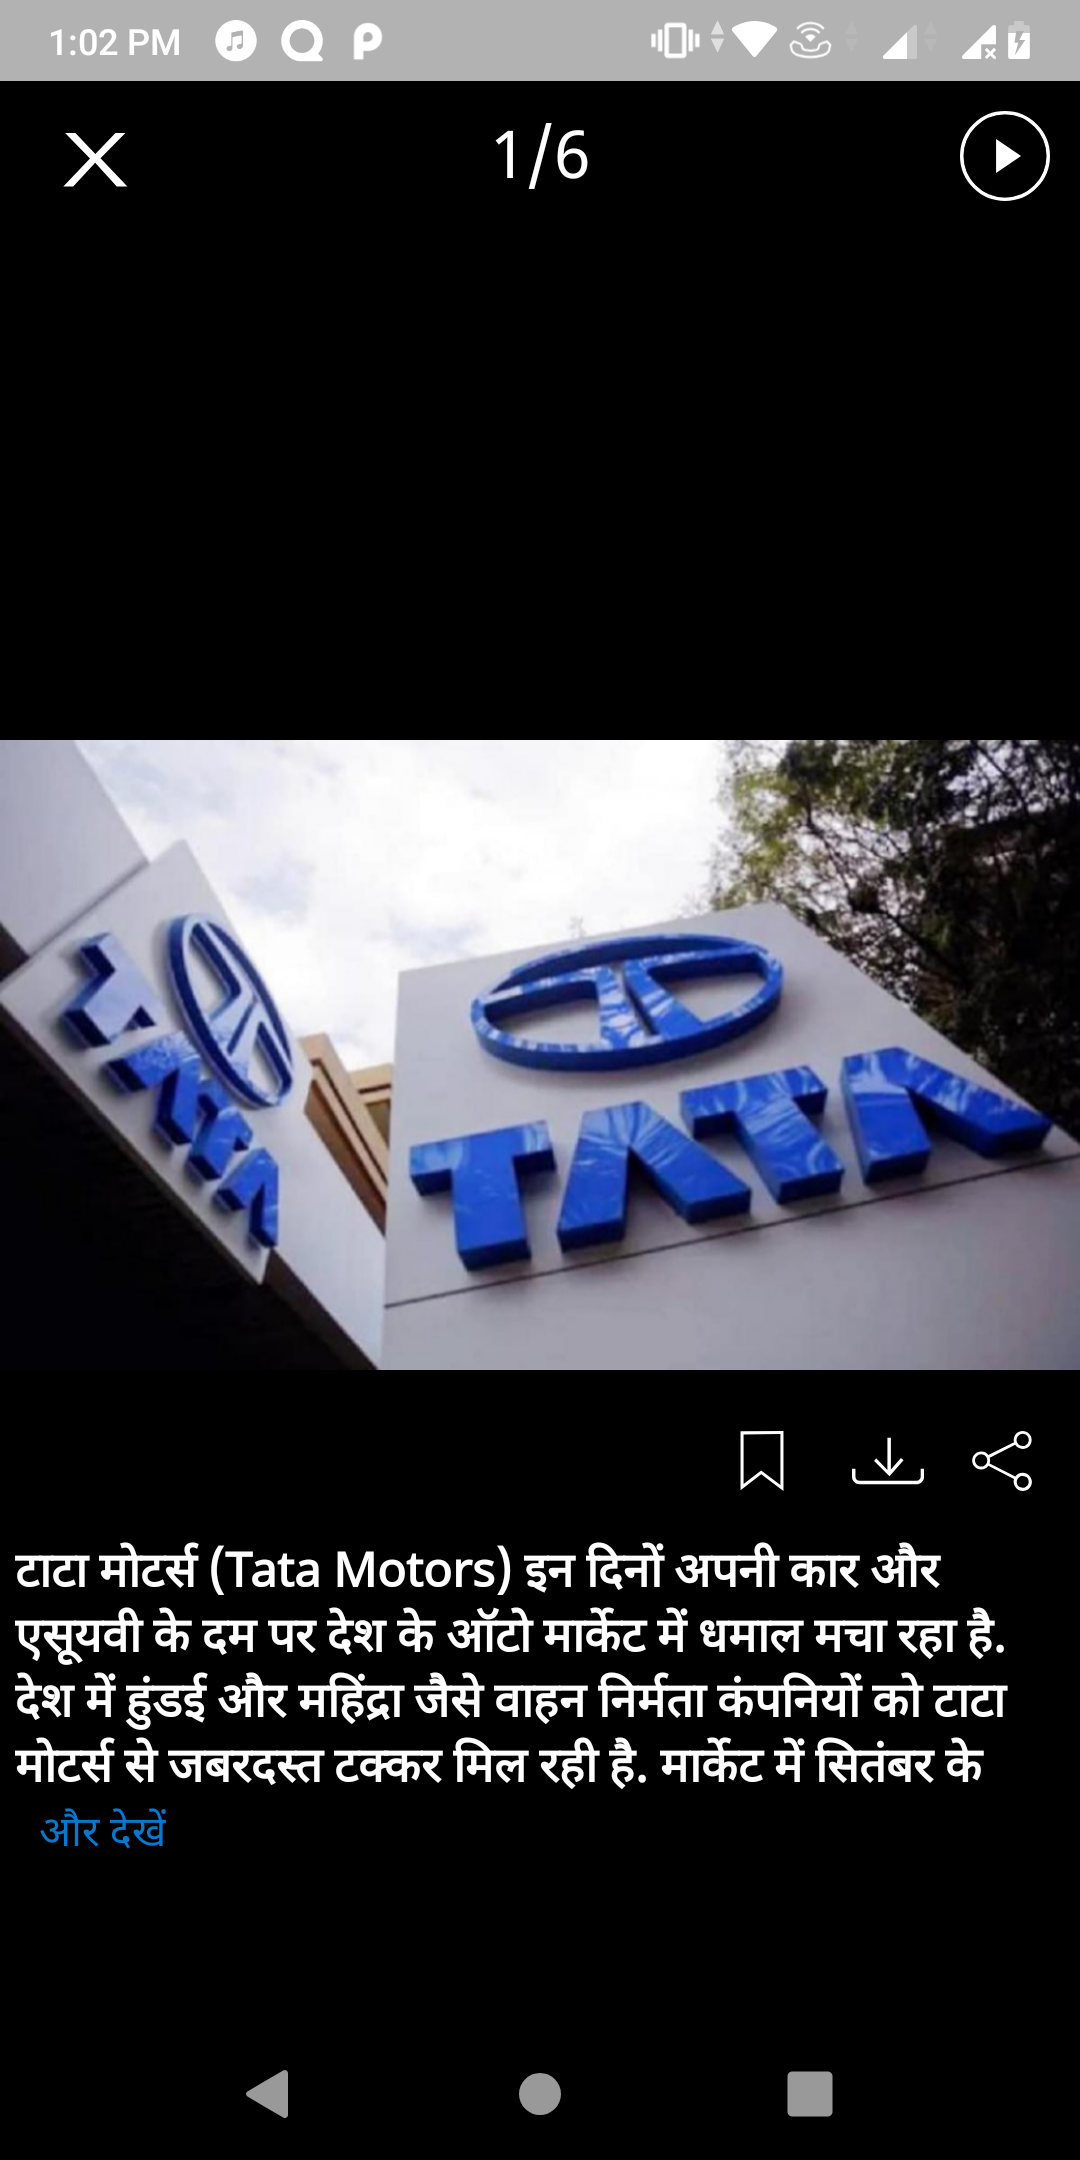 1:02 PM
1/6
TATA
TATA
टाटा मोटर्स (Tata Motors) इन दिनों अपनी कार और
एसूयवी के दम पर देश के ऑटो मार्केट में धमाल मचा रहा है.
देश में हुंडई और महिंद्रा जैसे वाहन निर्मता कंपनियों को टाटा
मोटर्स से जबरदस्त टक्कर मिल रही है. मार्केट में सितंबर के
और देखें